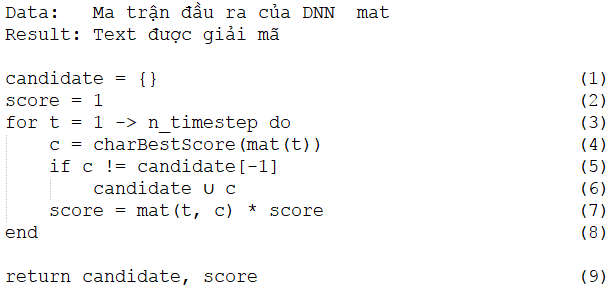 Data:   Ma trận đầu ra của DNN  mat
Result: Text được giải mã
candidate = {}                                      (1)
score = 1                                           (2)
for t = 1 -> n_timestep do                          (3)
    c = charBestScore(mat(t))                       (4)
    if c != candidate[-1]                           (5)
        candidate ∪ c                               (6)
    score = mat(t, c) * score                       (7)
end                                                 (8)
return candidate, score                             (9)